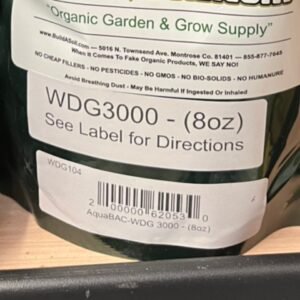 "Organic Garden & Grow Supply"
www.BuildASoil.com — 5016 N. Townsend Ave. Montrose Co. 81401 — 855-877-7645
When It Comes To Fake Organic Products, WE SAY NO!
NO CHEAP FILLERS - NO PESTICIDES - NO GMOS - NO BIO-SOLIDS - NO HUMANURE
Avoid Breathing Dust - May Be Harmful If Ingested Or Inhaled
WDG3000 - (8oz)
See Label for Directions
WDG104
2 00000 62053 0
AquaBAC-WDG 3000 - (8oz)